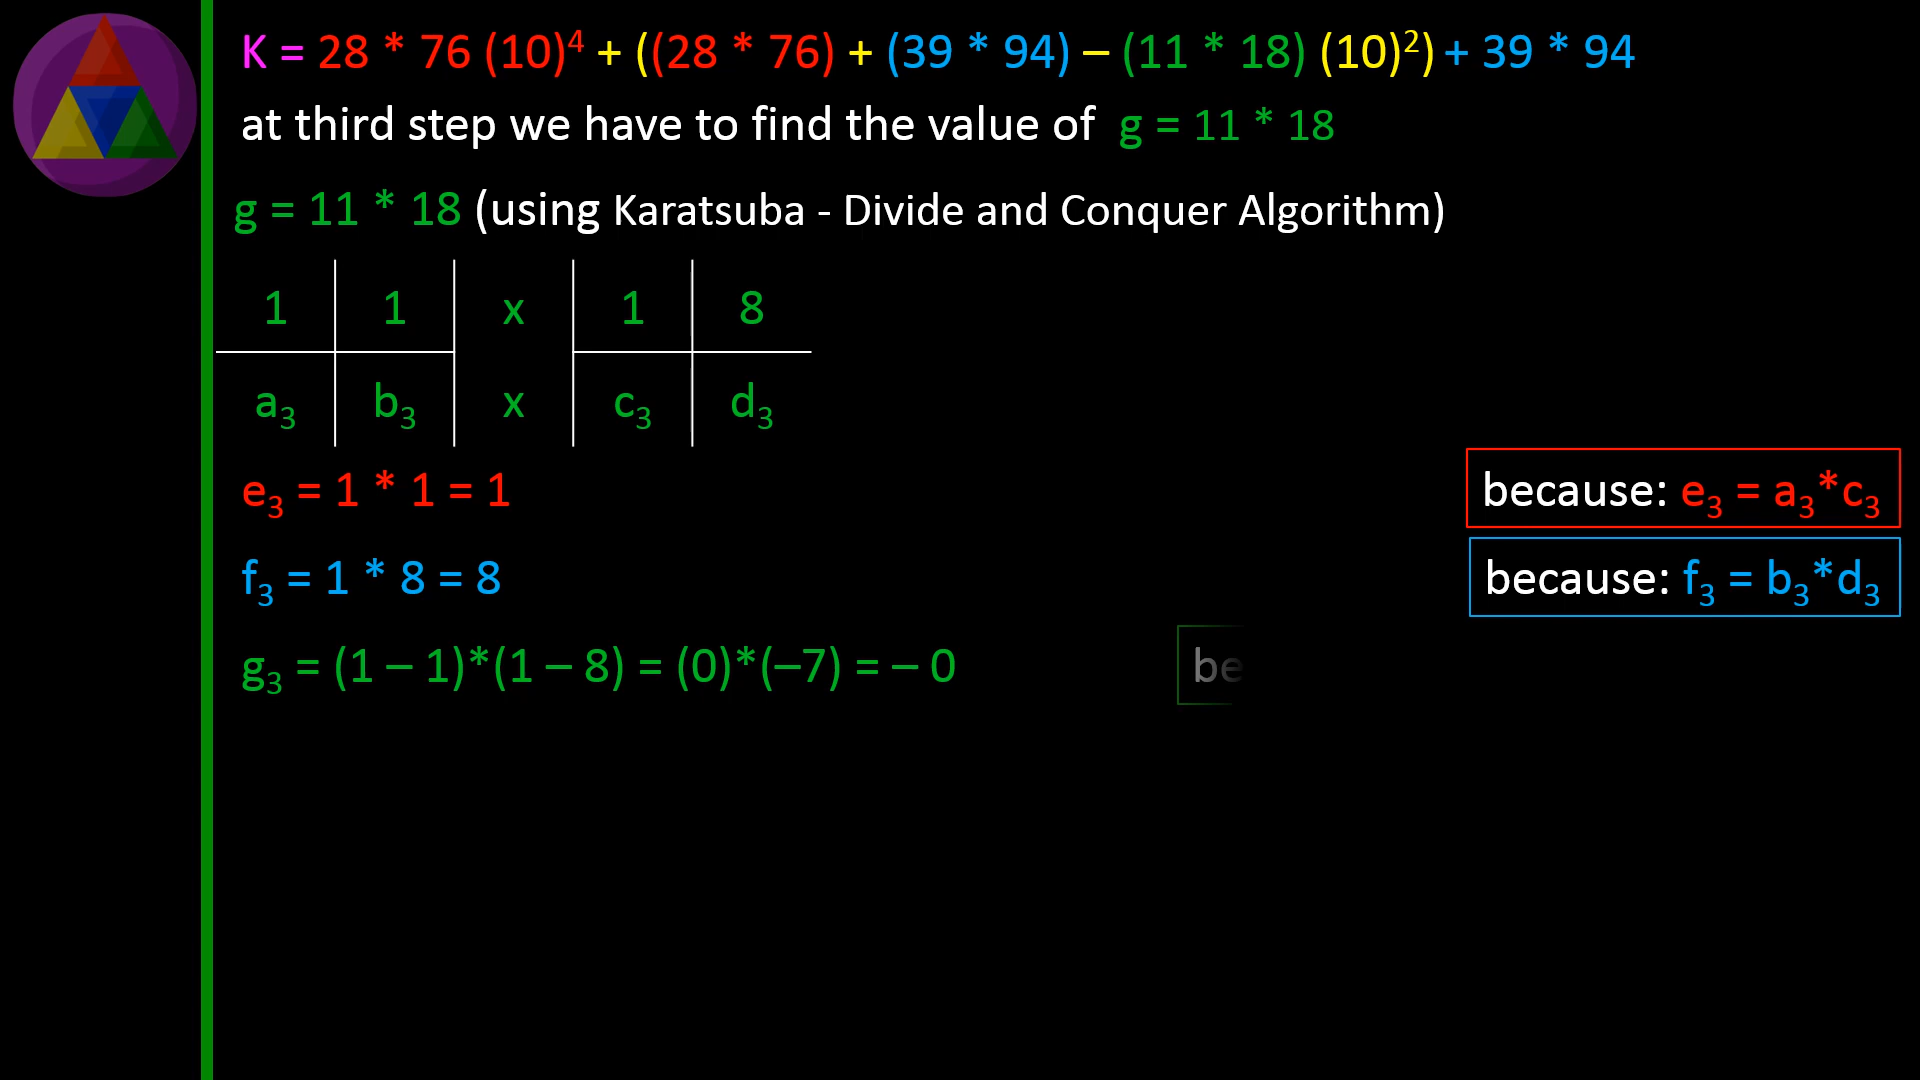 K = 28 * 76 (10)⁴ + ((28 * 76) + (39 * 94) – (11 * 18) (10)²) + 39 * 94
at third step we have to find the value of g = 11 * 18
g = 11 * 18 (using Karatsuba - Divide and Conquer Algorithm)
1 1 x 1 8
a₃ b₃ x c₃ d₃
e₃ = 1 * 1 = 1 because: e₃ = a₃*c₃
f₃ = 1 * 8 = 8 because: f₃ = b₃*d₃
g₃ = (1 – 1)*(1 – 8) = (0)*(–7) = – 0 be